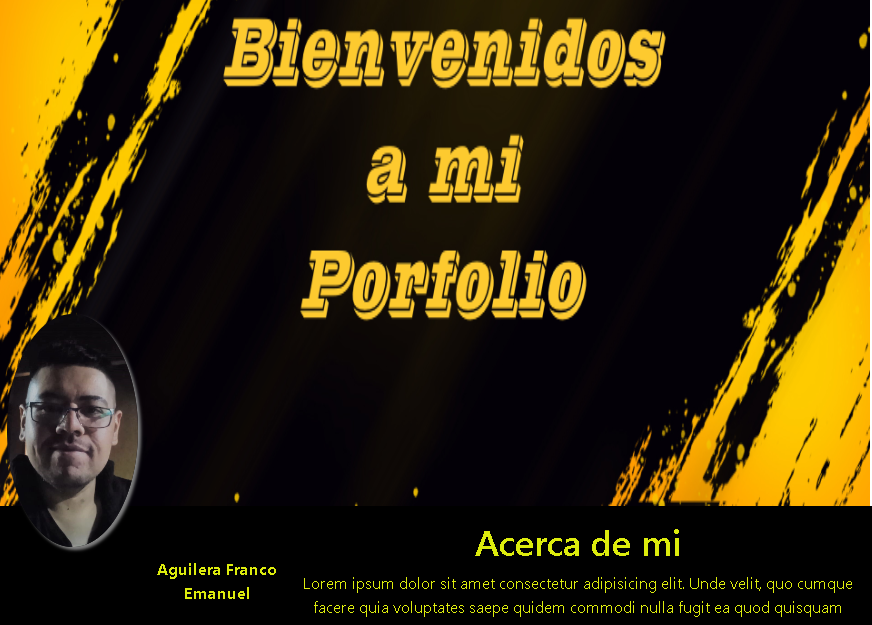 Bienvenidos
a mi
Porfolio
Acerca de mi
Aguilera Franco
Emanuel
Lorem ipsum dolor sit amet consectetur adipisicing elit. Unde velit, quo cumque
facere quia voluptates saepe quidem commodi nulla fugit ea quod quisquam